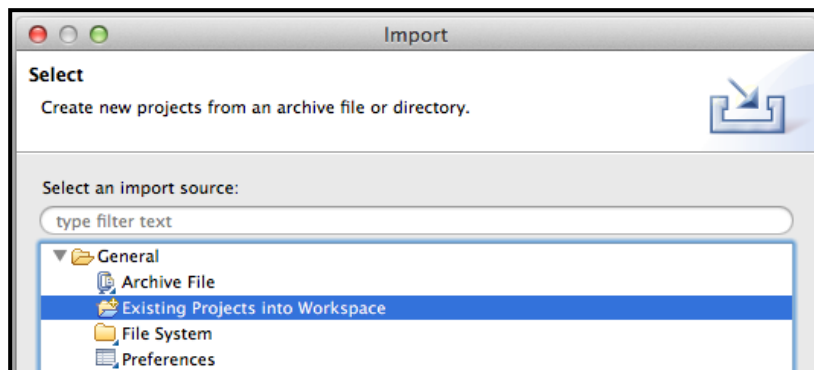 Import
Select
Create new projects from an archive file or directory.
Select an import source:
type filter text
General
Archive File
Existing Projects into Workspace
File System
Preferences